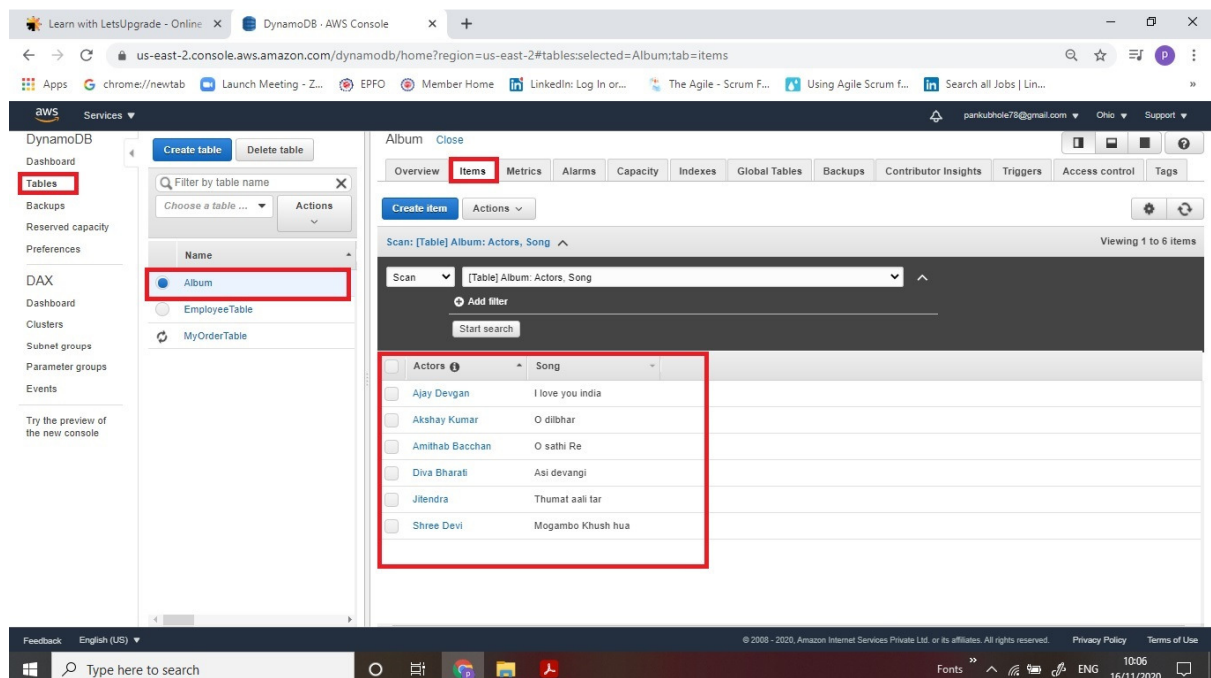 Learn with LetsUpgrade - Online
DynamoDB · AWS Console
us-east-2.console.aws.amazon.com/dynamodb/home?region=us-east-2#tables:selected=Album;tab=items
P
Apps chrome://newtab Launch Meeting - Z... EPFO Member Home LinkedIn: Log In or... The Agile - Scrum F... Using Agile Scrum f... Search all Jobs | Lin... »
aws Services pankubhole78@gmail.com Ohio Support
DynamoDB
Dashboard
Tables
Backups
Reserved capacity
Preferences
DAX
Dashboard
Clusters
Subnet groups
Parameter groups
Events
Try the preview of
the new console
Create table Delete table
Filter by table name
Choose a table ... Actions
Name
Album
EmployeeTable
MyOrderTable
Album Close
Overview Items Metrics Alarms Capacity Indexes Global Tables Backups Contributor Insights Triggers Access control Tags
Create item Actions
Scan: [Table] Album: Actors, Song Viewing 1 to 6 items
Scan [Table] Album: Actors, Song
Add filter
Start search
Actors Song
Ajay Devgan I love you india
Akshay Kumar O dilbhar
Amithab Bacchan O sathi Re
Diva Bharati Asi devangi
Jitendra Thumat aali tar
Shree Devi Mogambo Khush hua
Feedback English (US) © 2008 - 2020, Amazon Internet Services Private Ltd. or its affiliates. All rights reserved. Privacy Policy Terms of Use
Type here to search Fonts » ENG 10:06
16/11/2020